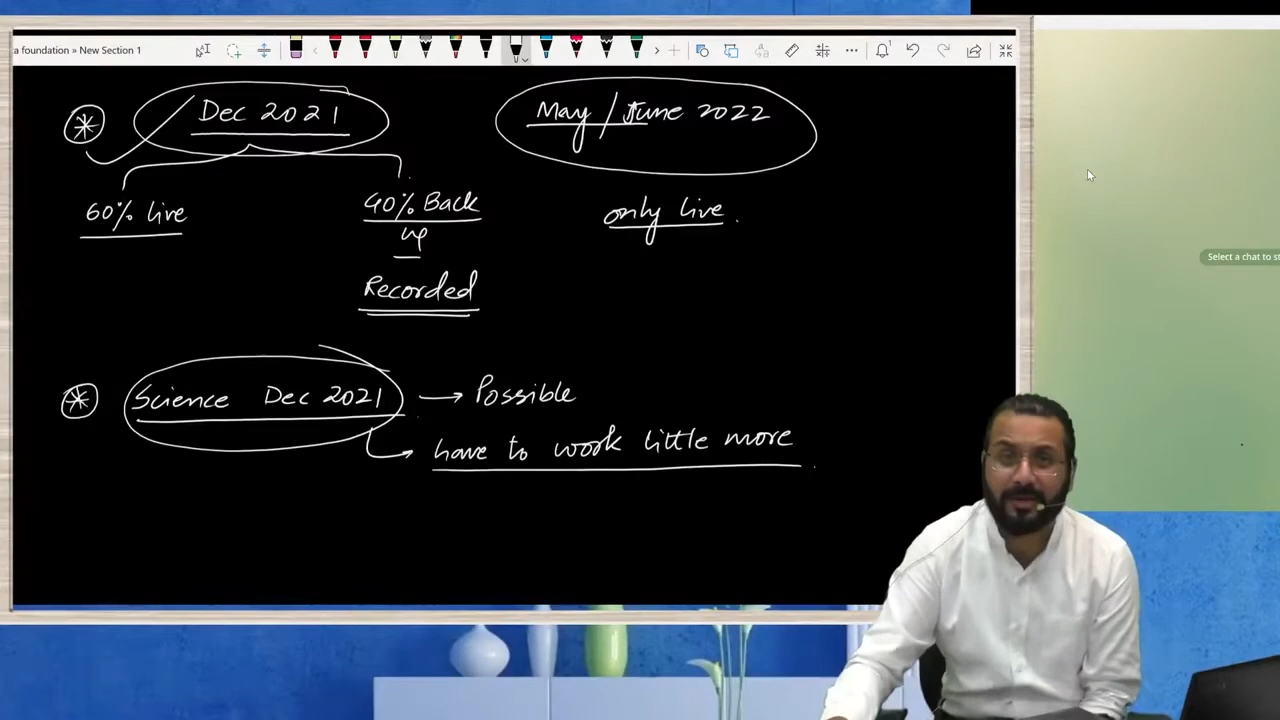 a foundation » New Section 1
Dec 2021
May / June 2022
60% live
40% Back
up
Recorded
only live.
Science Dec 2021 → Possible
→ have to work little more
Select a chat to st